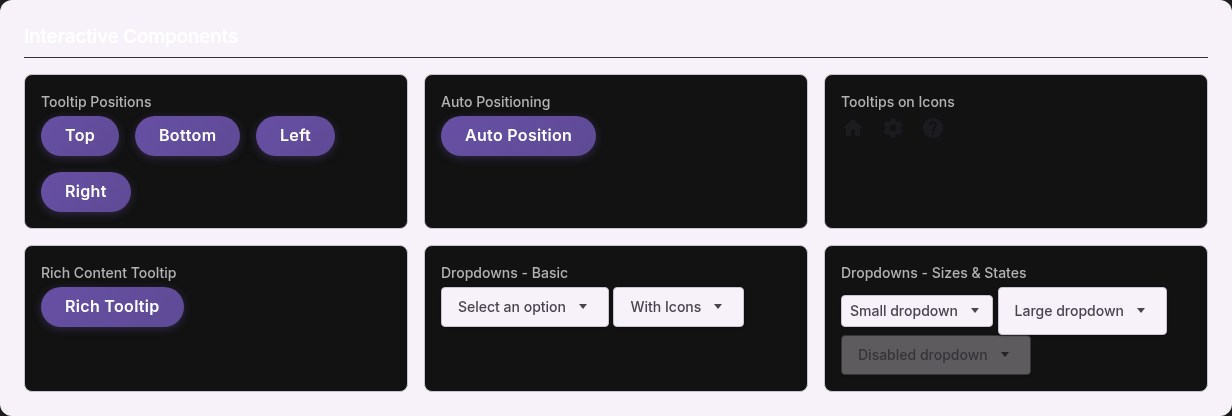 Interactive Components
Tooltip Positions
Top
Bottom
Left
Right
Auto Positioning
Auto Position
Tooltips on Icons
Rich Content Tooltip
Rich Tooltip
Dropdowns - Basic
Select an option
With Icons
Dropdowns - Sizes & States
Small dropdown
Large dropdown
Disabled dropdown